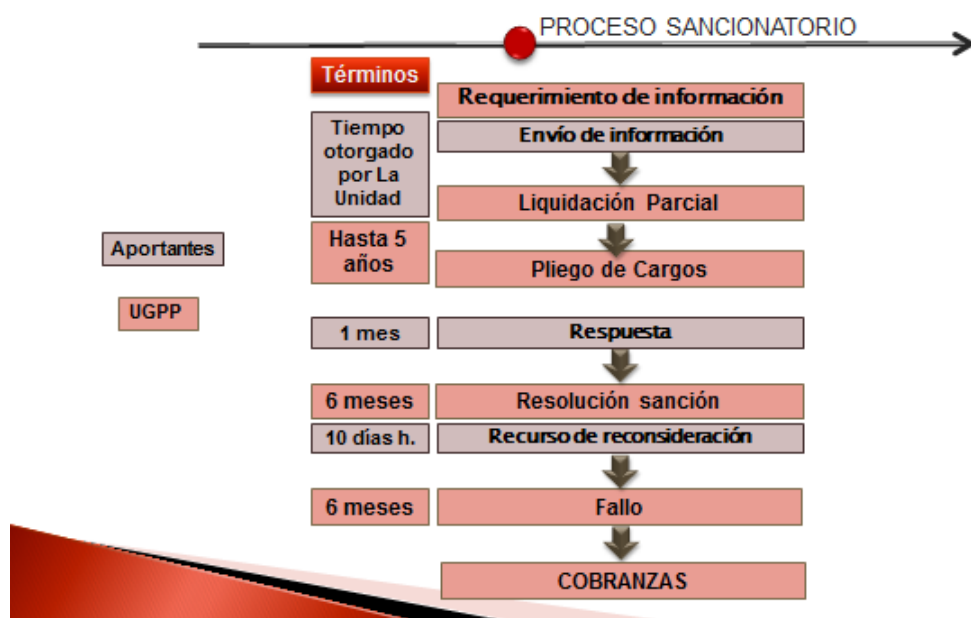 PROCESO SANCIONATORIO
Términos
Requerimiento de información
Tiempo
otorgado
por La
Unidad
Envío de información
Liquidación Parcial
Aportantes
Hasta 5
años
Pliego de Cargos
UGPP
1 mes
Respuesta
6 meses
Resolución sanción
10 días h.
Recurso de reconsideración
6 meses
Fallo
COBRANZAS